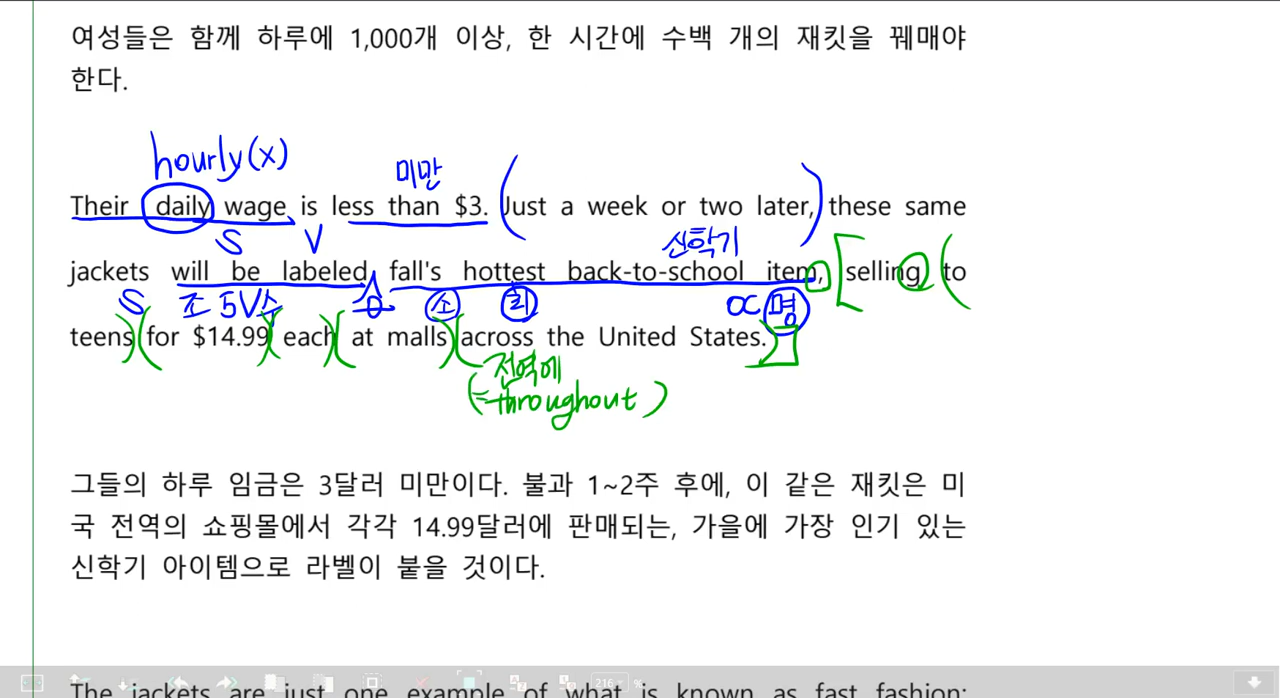 여성들은 함께 하루에 1,000개 이상, 한 시간에 수백 개의 재킷을 꿰매야
한다.
hourly(x)
미만
Their daily wage is less than $3. Just a week or two later, these same
S V 신학기
jackets will be labeled fall's hottest back-to-school item, selling to
S 조 5V수 소 최 OC 명
teens for $14.99 each at malls across the United States.
전역에
(=throughout)
그들의 하루 임금은 3달러 미만이다. 불과 1~2주 후에, 이 같은 재킷은 미
국 전역의 쇼핑몰에서 각각 14.99달러에 판매되는, 가을에 가장 인기 있는
신학기 아이템으로 라벨이 붙을 것이다.
216 %
The jackets are just one example of what is known as fast fashion: